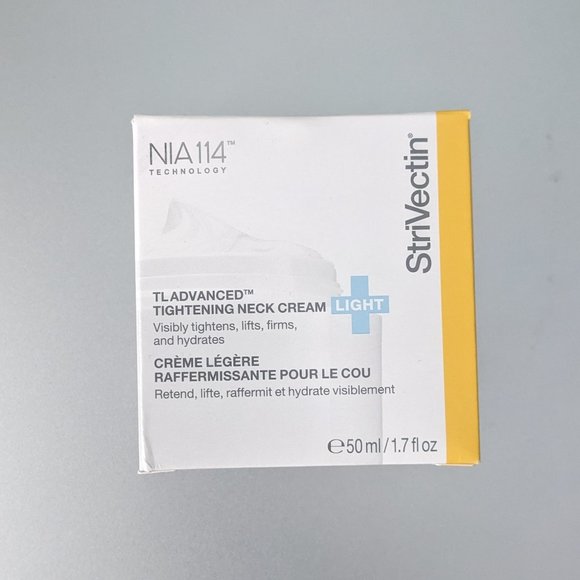 NIA114™
TECHNOLOGY
StriVectin®
TL ADVANCED™
TIGHTENING NECK CREAM LIGHT
Visibly tightens, lifts, firms,
and hydrates
CRÈME LÉGÈRE
RAFFERMISSANTE POUR LE COU
Retend, lifte, raffermit et hydrate visiblement
℮50 ml / 1.7 fl oz